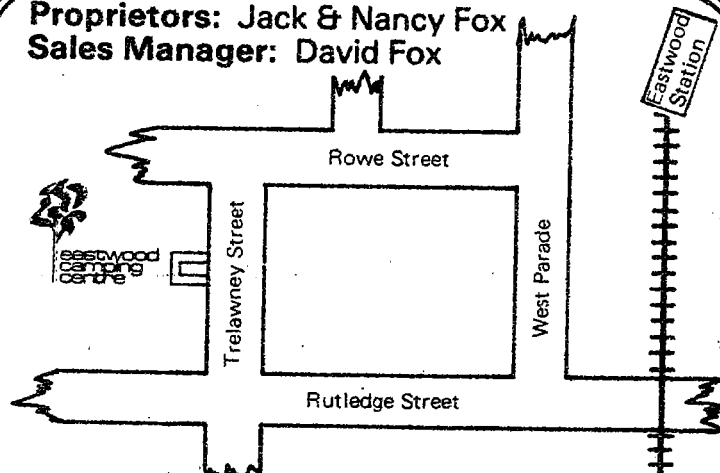 Proprietors: Jack & Nancy Fox
Sales Manager: David Fox
Eastwood
Station
Rowe Street
Trelawney Street
eastwood
camping
centre
West Parade
Rutledge Street